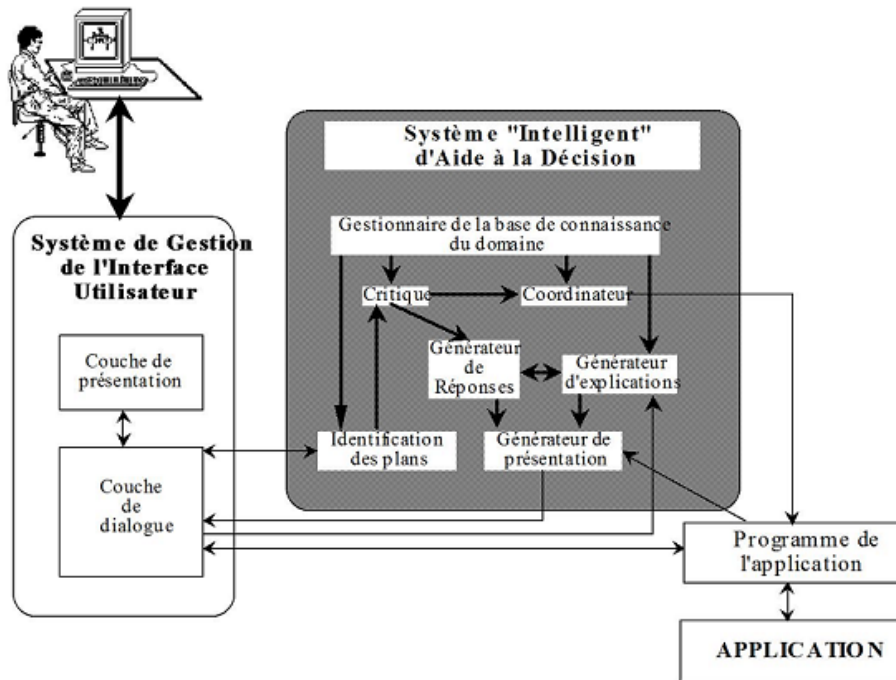 Système "Intelligent"
d'Aide à la Décision
Gestionnaire de la base de connaissance
du domaine
Critique
Coordinateur
Générateur
de
Réponses
Générateur
d'explications
Identification
des plans
Générateur de
présentation
Système de Gestion
de l'Interface
Utilisateur
Couche de
présentation
Couche
de
dialogue
Programme de
l'application
APPLICATION